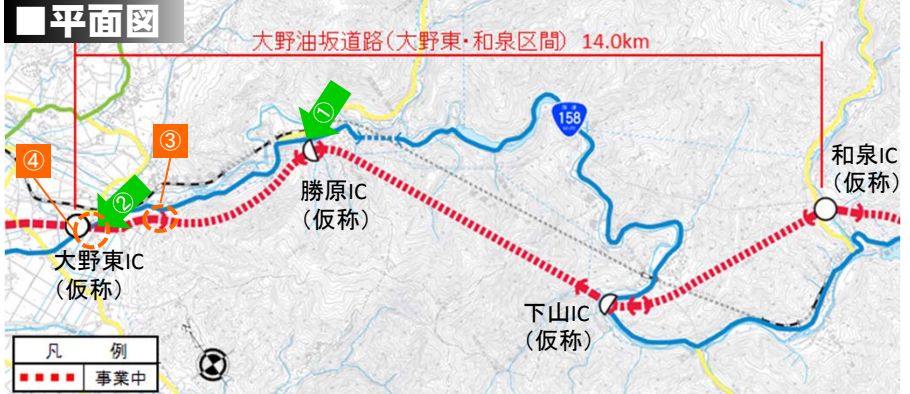 ■平面図
大野油坂道路(大野東・和泉区間) 14.0km
①
国道
158
③
④
②
和泉IC
(仮称)
勝原IC
(仮称)
大野東IC
(仮称)
下山IC
(仮称)
凡 例
事業中